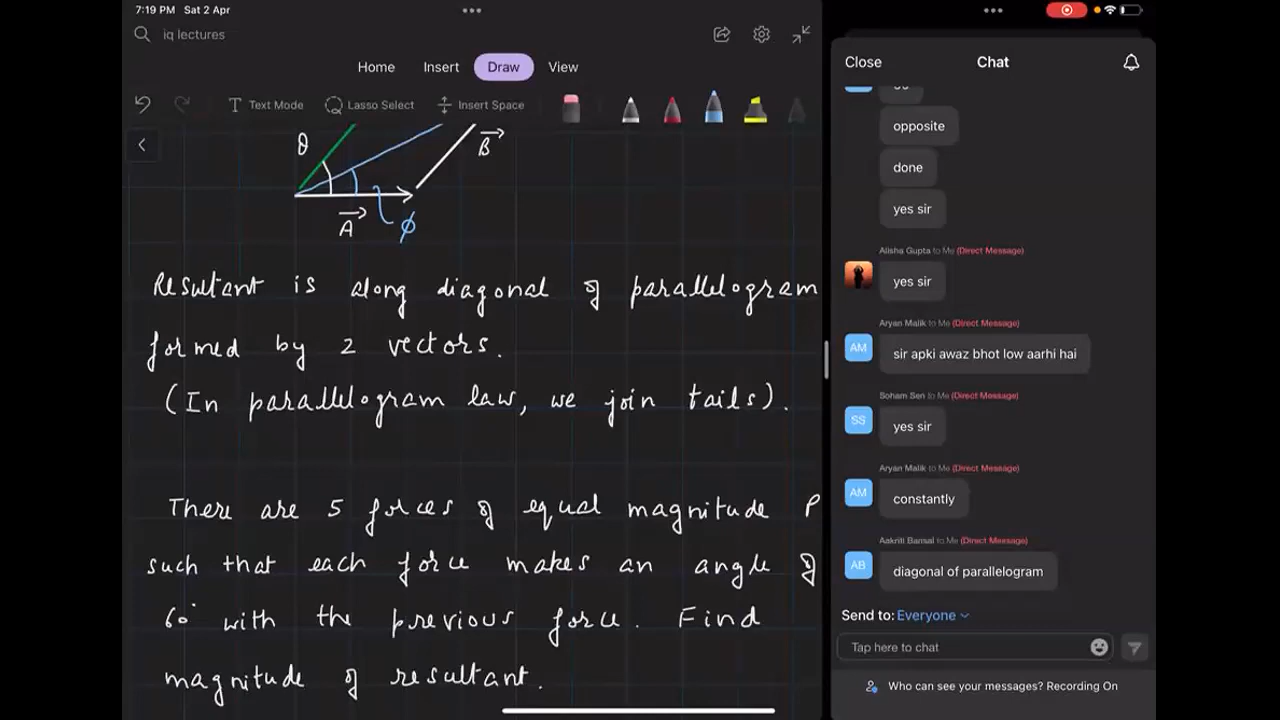 7:19 PM Sat 2 Apr
iq lectures
Home Insert Draw View
Text Mode Lasso Select Insert Space
θ
B
A
φ
Resultant is along diagonal of parallelogram
formed by 2 vectors.
(In parallelogram law, we join tails).
There are 5 forces of equal magnitude P
such that each force makes an angle of
60° with the previous force. Find
magnitude of resultant.
Close Chat
opposite
done
yes sir
Alisha Gupta to Me (Direct Message)
yes sir
Aryan Malik to Me (Direct Message)
AM sir apki awaz bhot low aarhi hai
Soham Sen to Me (Direct Message)
SS yes sir
Aryan Malik to Me (Direct Message)
AM constantly
Aakriti Bansal to Me (Direct Message)
AB diagonal of parallelogram
Send to: Everyone
Tap here to chat
Who can see your messages? Recording On